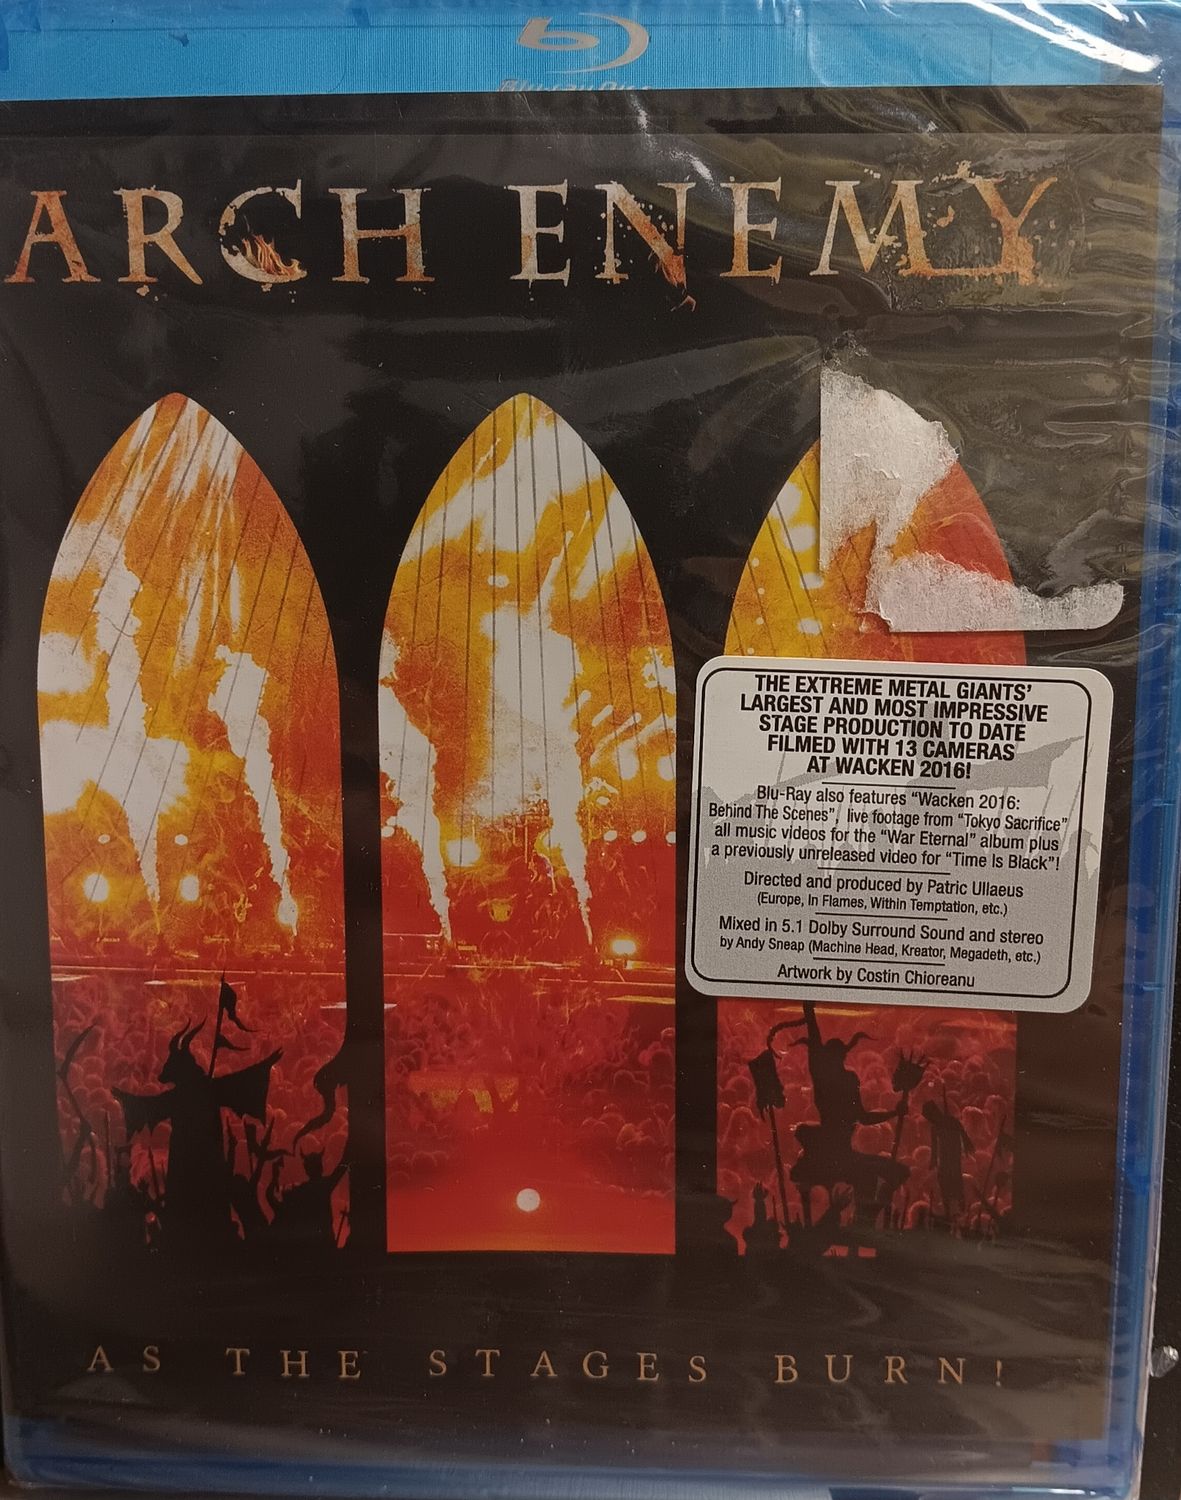 Blu-ray Disc
ARCH ENEMY
THE EXTREME METAL GIANTS'
LARGEST AND MOST IMPRESSIVE
STAGE PRODUCTION TO DATE
FILMED WITH 13 CAMERAS
AT WACKEN 2016!
Blu-Ray also features "Wacken 2016:
Behind The Scenes", live footage from "Tokyo Sacrifice"
all music videos for the "War Eternal" album plus
a previously unreleased video for "Time Is Black"!
Directed and produced by Patric Ullaeus
(Europe, In Flames, Within Temptation, etc.)
Mixed in 5.1 Dolby Surround Sound and stereo
by Andy Sneap (Machine Head, Kreator, Megadeth, etc.)
Artwork by Costin Chioreanu
AS THE STAGES BURN!